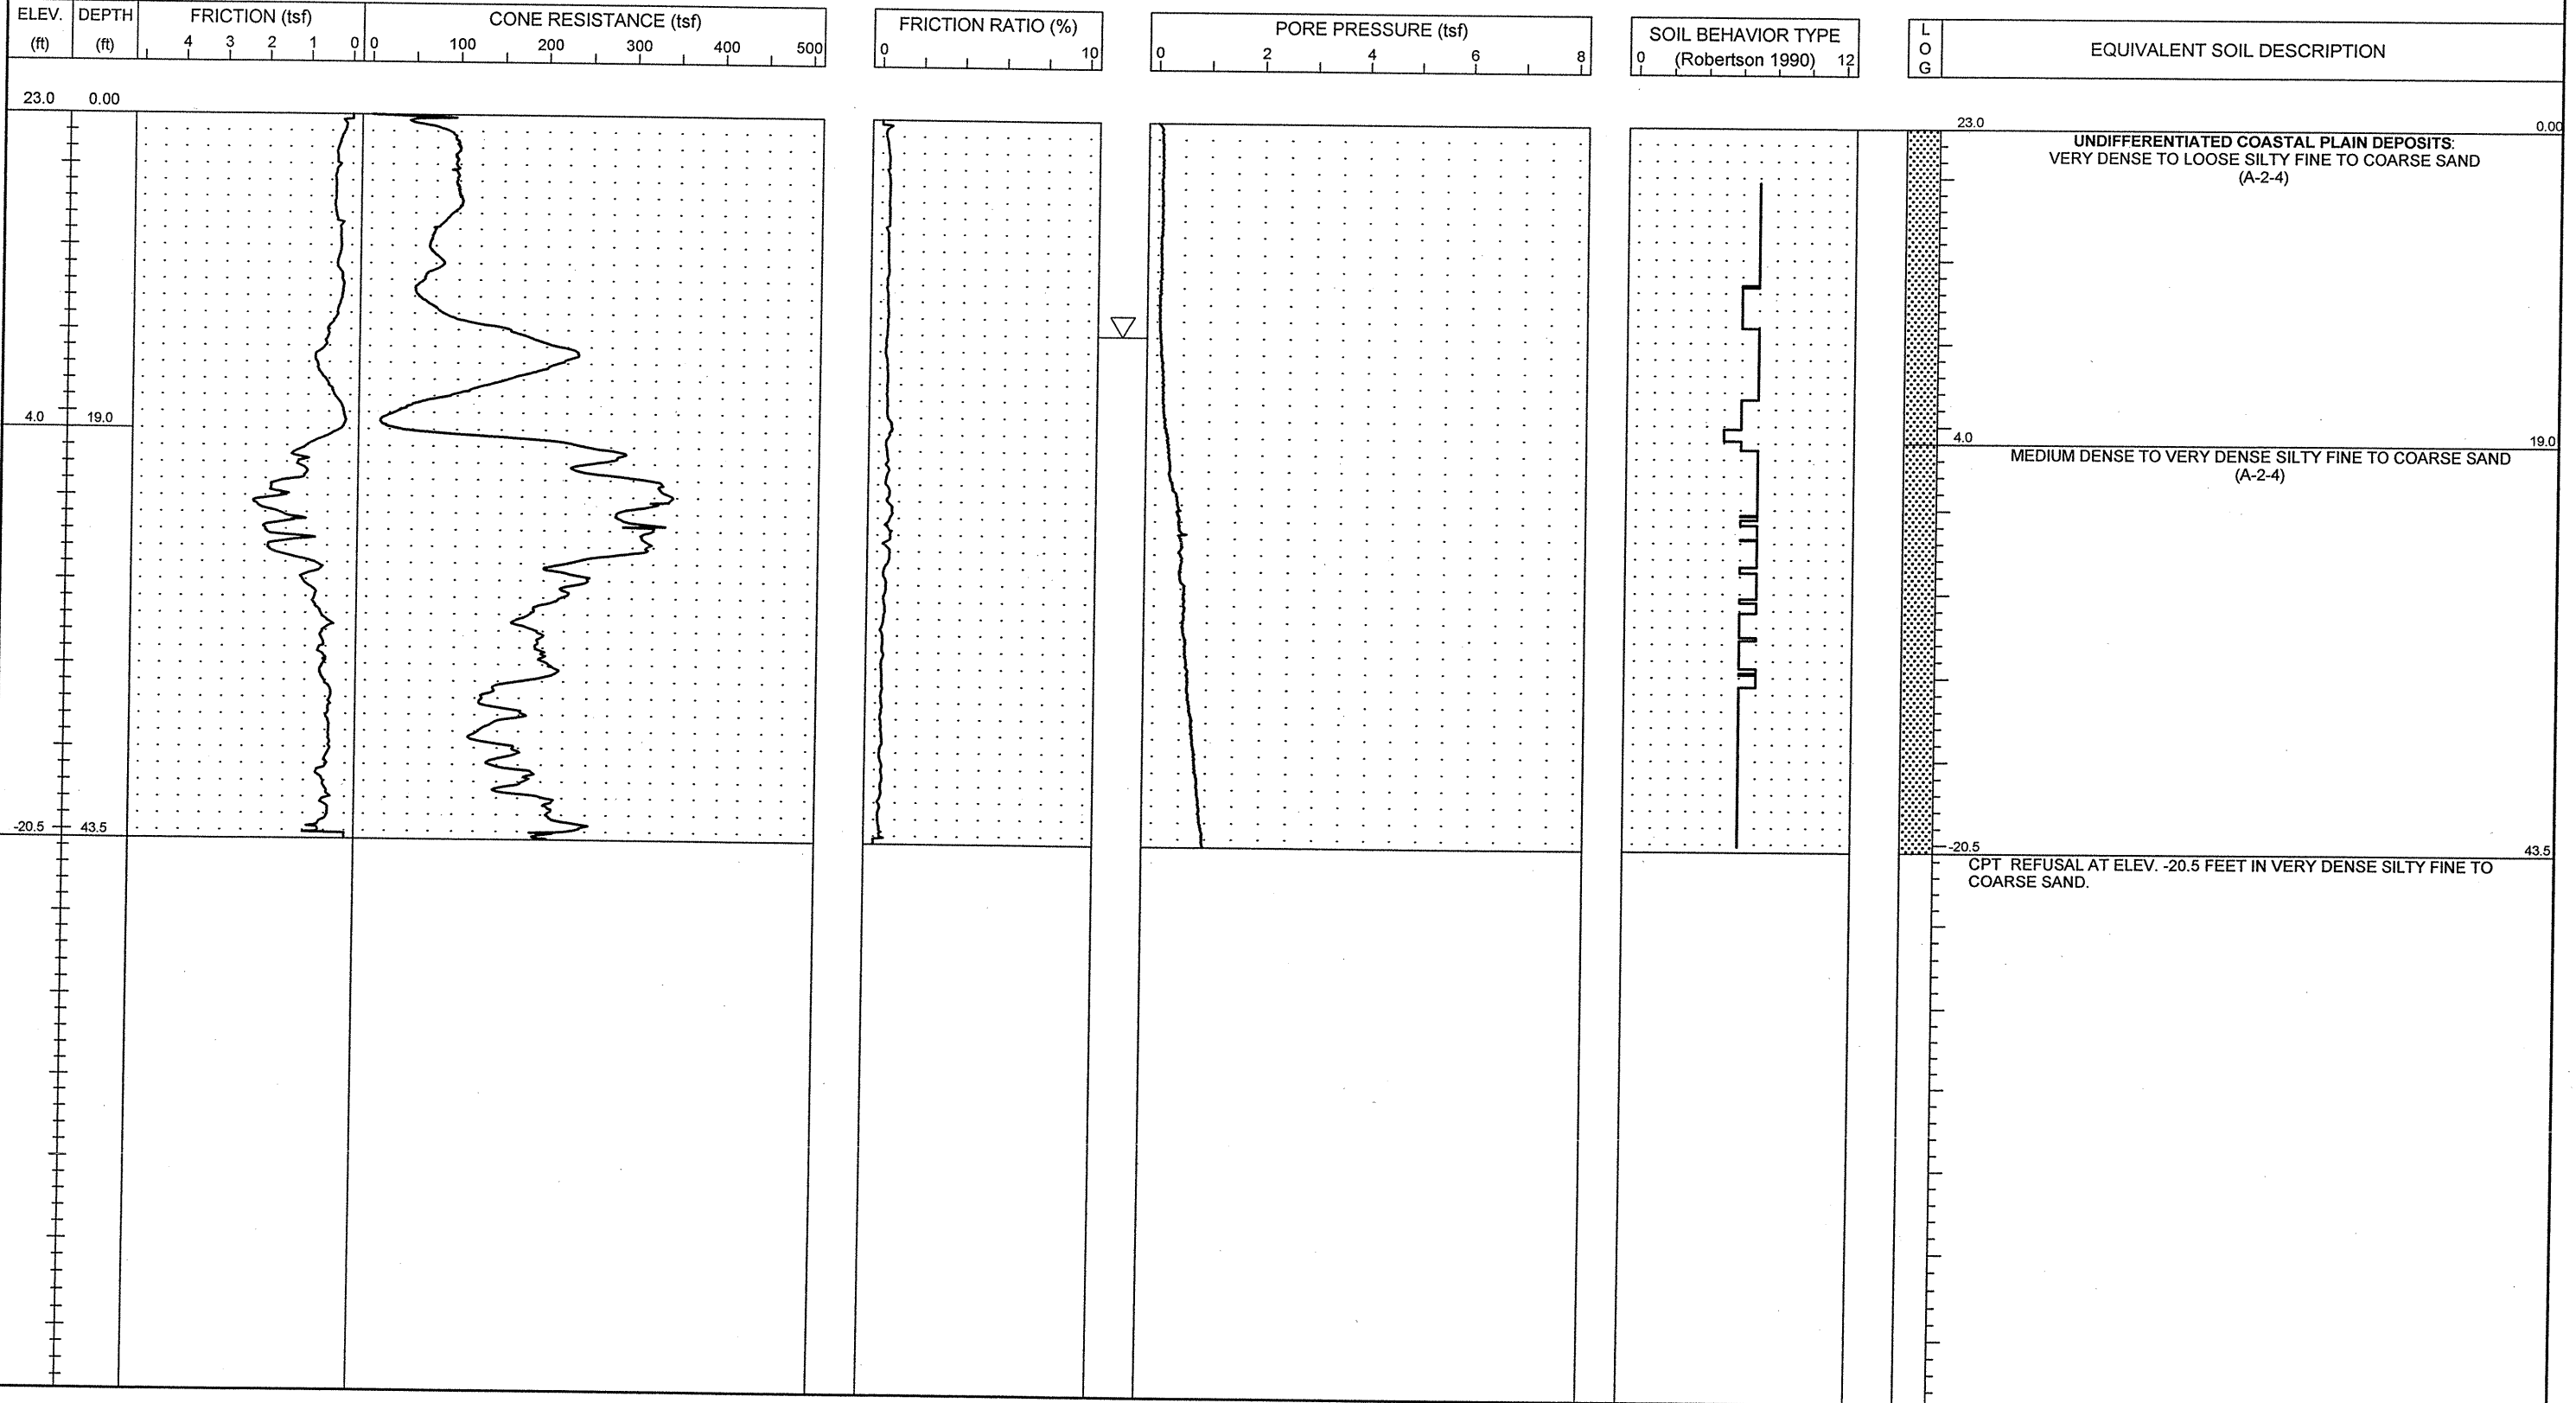 ELEV. DEPTH FRICTION (tsf) CONE RESISTANCE (tsf) FRICTION RATIO (%) PORE PRESSURE (tsf) SOIL BEHAVIOR TYPE L
(ft) (ft) 4 3 2 1 0 0 100 200 300 400 500 0 10 0 2 4 6 8 (Robertson 1990) O EQUIVALENT SOIL DESCRIPTION
0 12 G
23.0 0.00
23.0 0.00
UNDIFFERENTIATED COASTAL PLAIN DEPOSITS:
VERY DENSE TO LOOSE SILTY FINE TO COARSE SAND
(A-2-4)
4.0 19.0
4.0 19.0
MEDIUM DENSE TO VERY DENSE SILTY FINE TO COARSE SAND
(A-2-4)
-20.5 43.5
-20.5 43.5
CPT REFUSAL AT ELEV. -20.5 FEET IN VERY DENSE SILTY FINE TO
COARSE SAND.